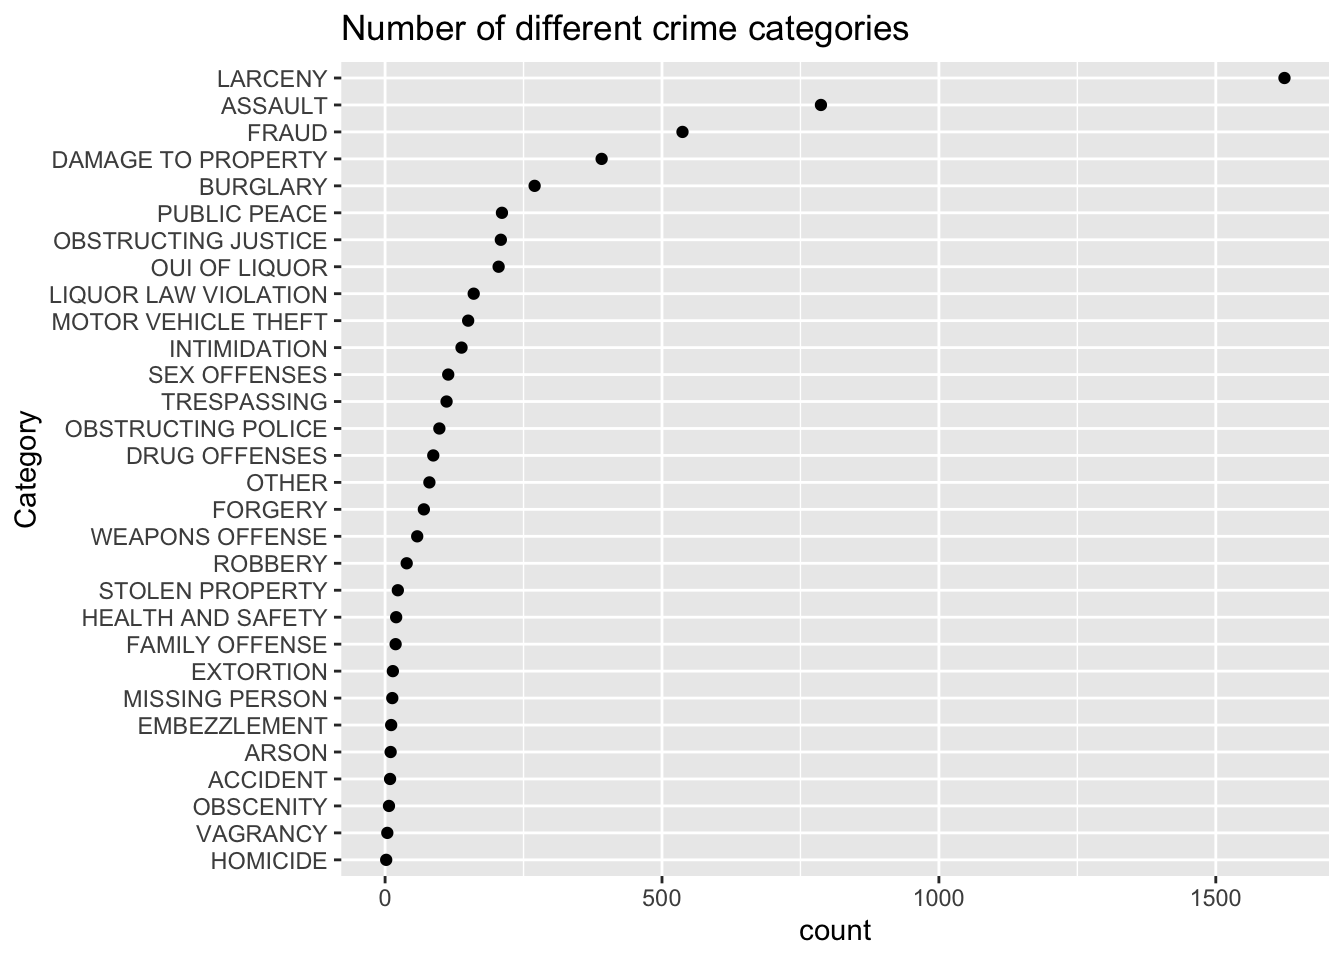 Number of different crime categories
LARCENY
ASSAULT
FRAUD
DAMAGE TO PROPERTY
BURGLARY
PUBLIC PEACE
OBSTRUCTING JUSTICE
OUI OF LIQUOR
LIQUOR LAW VIOLATION
MOTOR VEHICLE THEFT
INTIMIDATION
SEX OFFENSES
TRESPASSING
OBSTRUCTING POLICE
DRUG OFFENSES
OTHER
FORGERY
WEAPONS OFFENSE
ROBBERY
STOLEN PROPERTY
HEALTH AND SAFETY
FAMILY OFFENSE
EXTORTION
MISSING PERSON
EMBEZZLEMENT
ARSON
ACCIDENT
OBSCENITY
VAGRANCY
HOMICIDE
Category
0 500 1000 1500
count